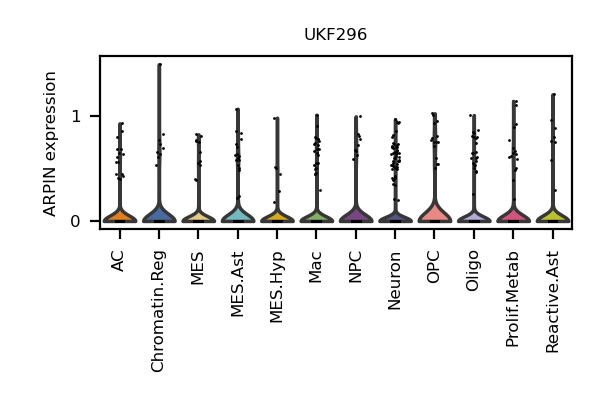 UKF296
ARPIN expression
1
0
AC
Chromatin.Reg
MES
MES.Ast
MES.Hyp
Mac
NPC
Neuron
OPC
Oligo
Prolif.Metab
Reactive.Ast